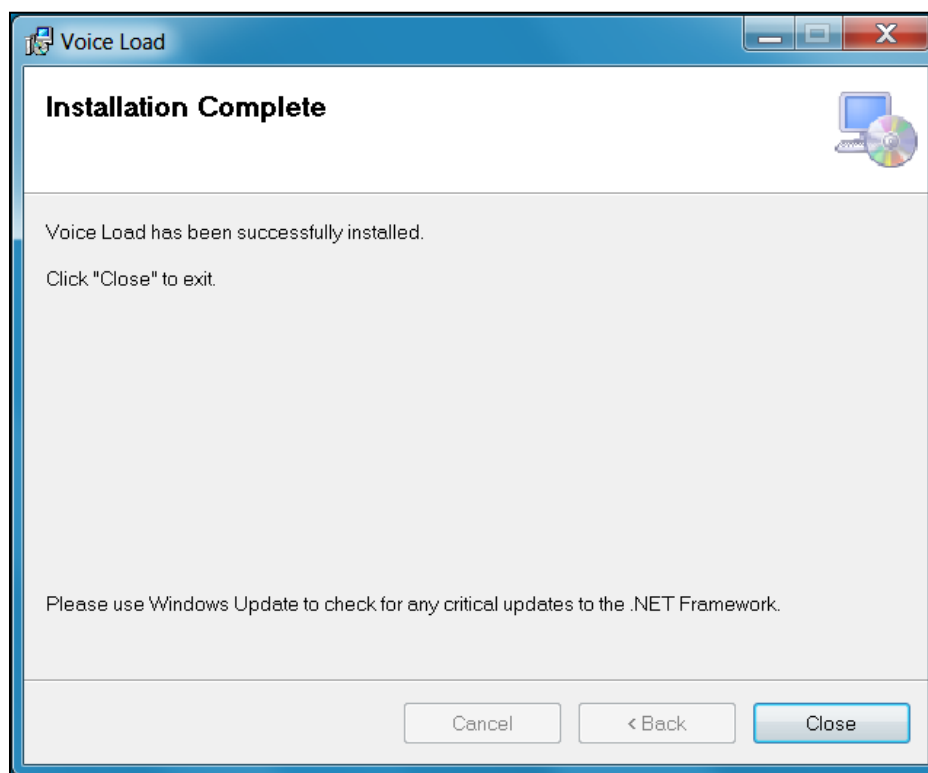 Voice Load
Installation Complete
Voice Load has been successfully installed.
Click "Close" to exit.
Please use Windows Update to check for any critical updates to the .NET Framework.
Cancel
< Back
Close